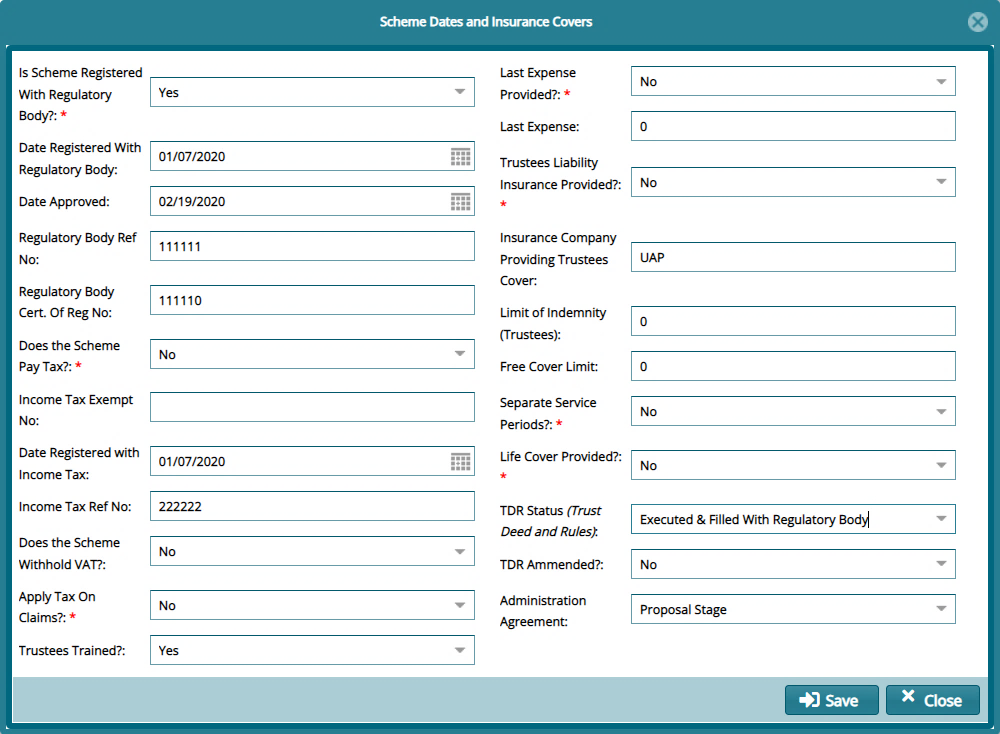 Scheme Dates and Insurance Covers
Is Scheme Registered
With Regulatory
Body?: *
Yes
Date Registered With
Regulatory Body:
01/07/2020
Date Approved:
02/19/2020
Regulatory Body Ref
No:
111111
Regulatory Body
Cert. Of Reg No:
111110
Does the Scheme
Pay Tax?: *
No
Income Tax Exempt
No:
Date Registered with
Income Tax:
01/07/2020
Income Tax Ref No:
222222
Does the Scheme
Withhold VAT?:
No
Apply Tax On
Claims?: *
No
Trustees Trained?:
Yes
Last Expense
Provided?: *
No
Last Expense:
0
Trustees Liability
Insurance Provided?:
*
No
Insurance Company
Providing Trustees
Cover:
UAP
Limit of Indemnity
(Trustees):
0
Free Cover Limit:
0
Separate Service
Periods?: *
No
Life Cover Provided?:
*
No
TDR Status (Trust
Deed and Rules):
Executed & Filled With Regulatory Body
TDR Ammended?:
No
Administration
Agreement:
Proposal Stage
Save
Close